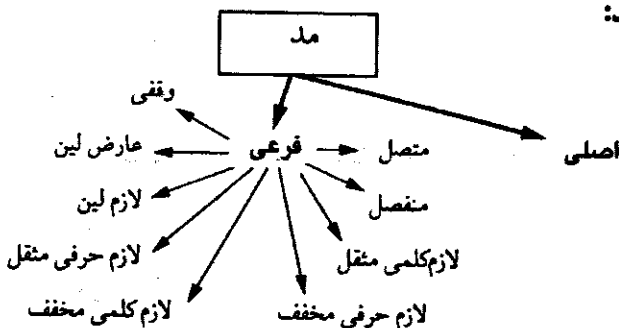 :
مد
وقفی
اصلی
متصل
فرعی
عارض لین
منفصل
لازم لین
لازم کلمی مثقل
لازم حرفی مثقل
لازم حرفی مخفف
لازم کلمی مخفف